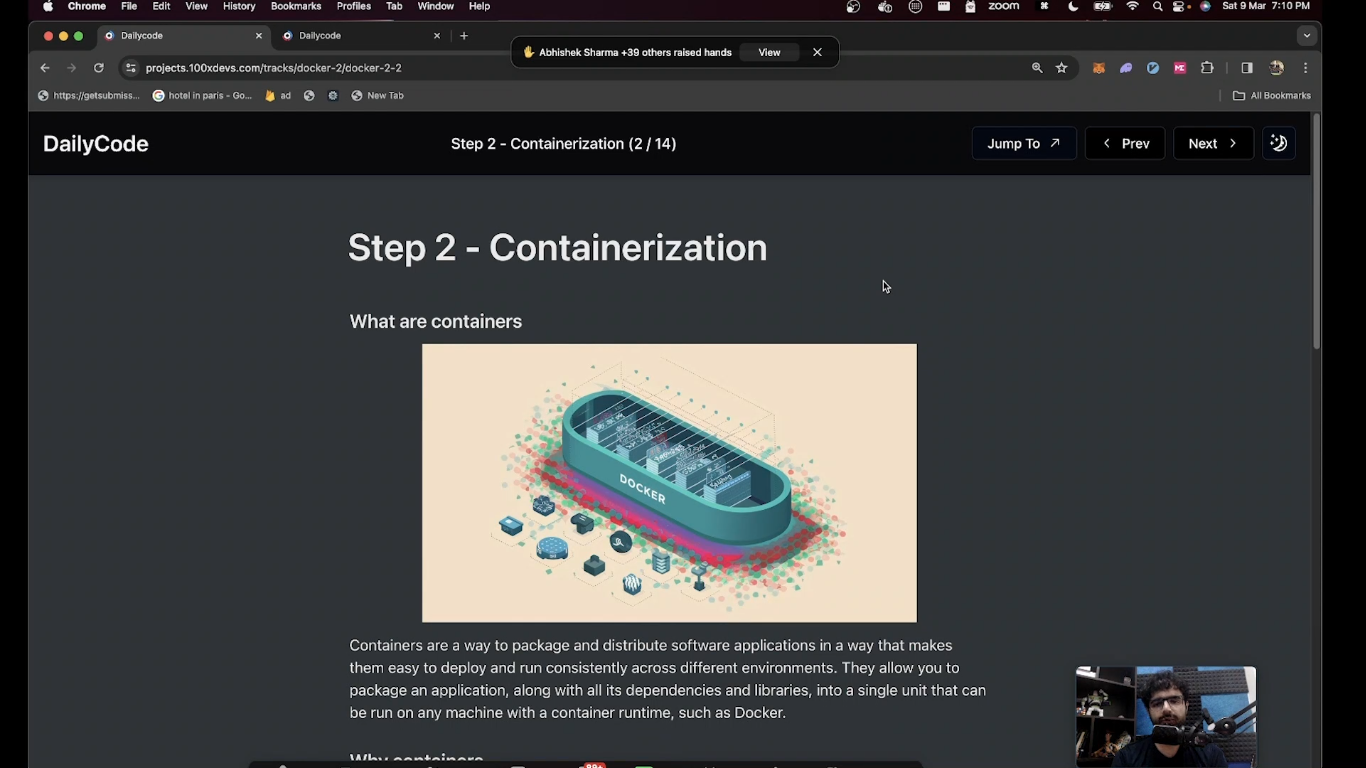 Chrome File Edit View History Bookmarks Profiles Tab Window Help zoom Sat 9 Mar 7:10 PM
Dailycode Dailycode
Abhishek Sharma +39 others raised hands View
projects.100xdevs.com/tracks/docker-2/docker-2-2
https://getsubmiss... hotel in paris - Go... ad New Tab All Bookmarks
DailyCode Step 2 - Containerization (2 / 14) Jump To Prev Next
Step 2 - Containerization
What are containers
DOCKER
Containers are a way to package and distribute software applications in a way that makes
them easy to deploy and run consistently across different environments. They allow you to
package an application, along with all its dependencies and libraries, into a single unit that can
be run on any machine with a container runtime, such as Docker.
Why containers
99+